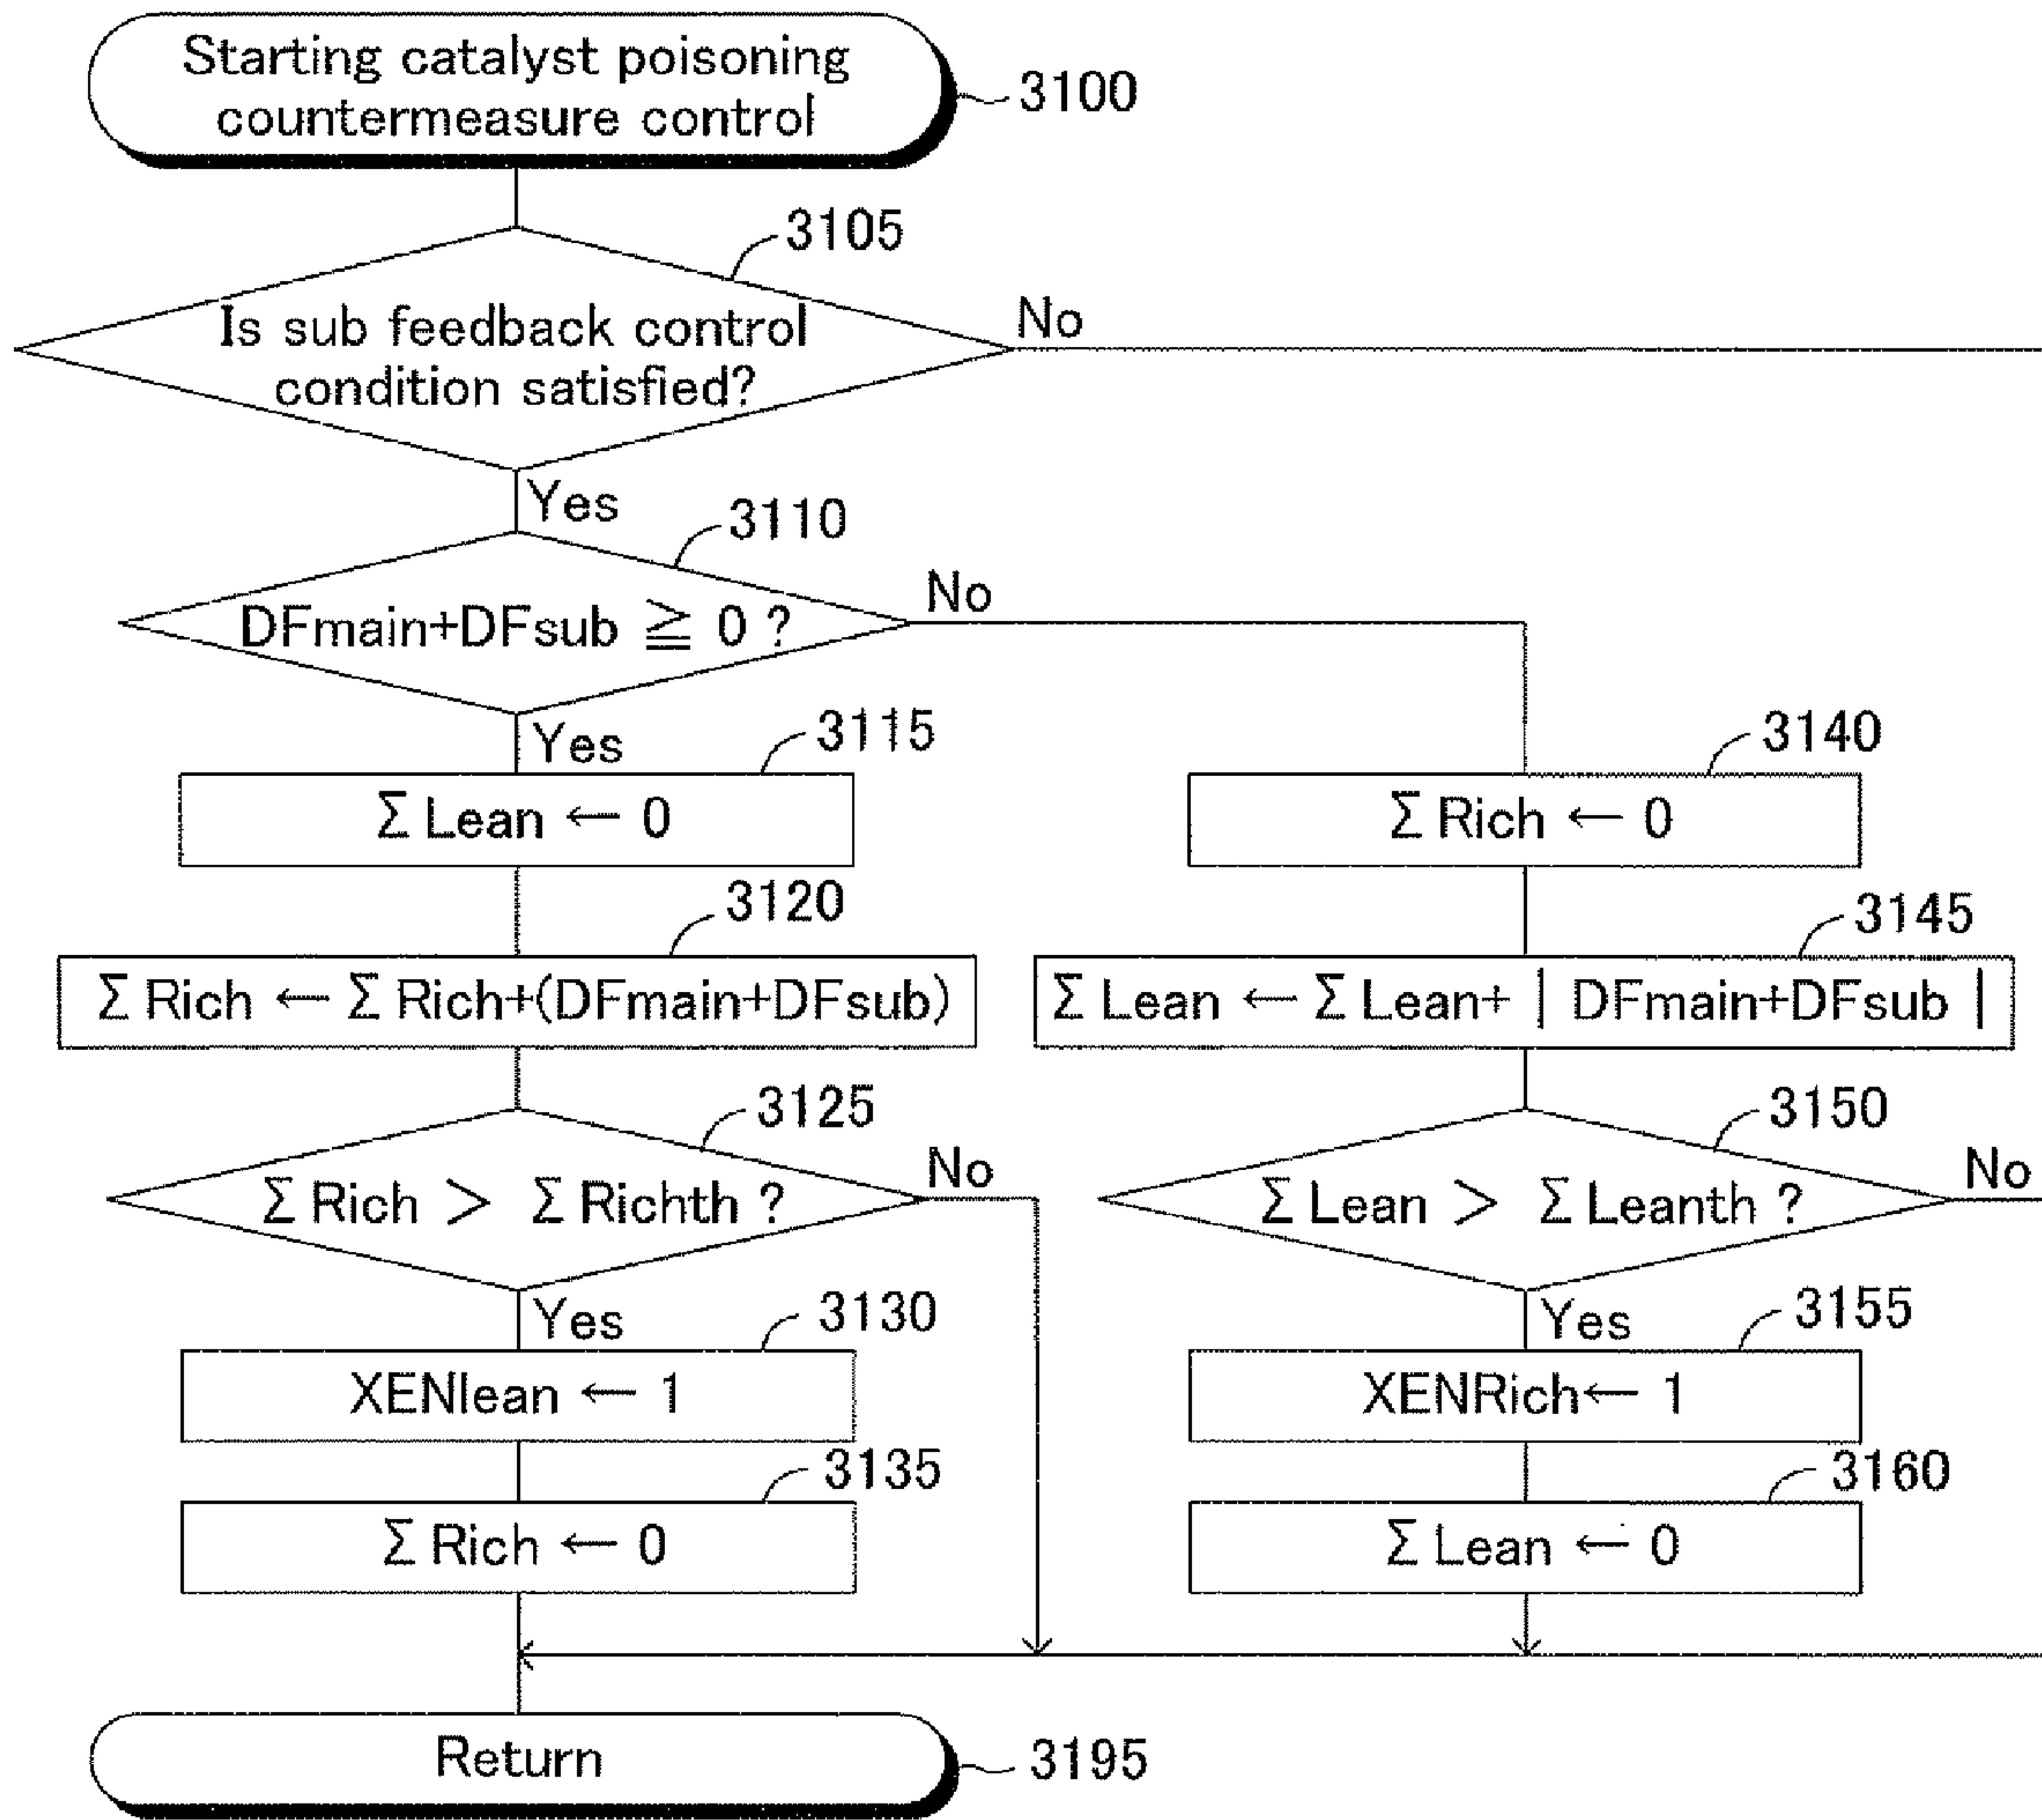 Starting catalyst poisoning
countermeasure control
3100
3105
Is sub feedback control
condition satisfied?
No
Yes
3110
DFmain+DFsub ≧ 0 ?
No
Yes
3115
Σ Lean ← 0
3120
Σ Rich ← Σ Rich+(DFmain+DFsub)
3125
Σ Rich > Σ Richth ?
No
Yes
3130
XENlean ← 1
3135
Σ Rich ← 0
3140
Σ Rich ← 0
3145
Σ Lean ← Σ Lean+ | DFmain+DFsub |
3150
Σ Lean > Σ Leanth ?
No
Yes
3155
XENRich← 1
3160
Σ Lean ← 0
Return
3195